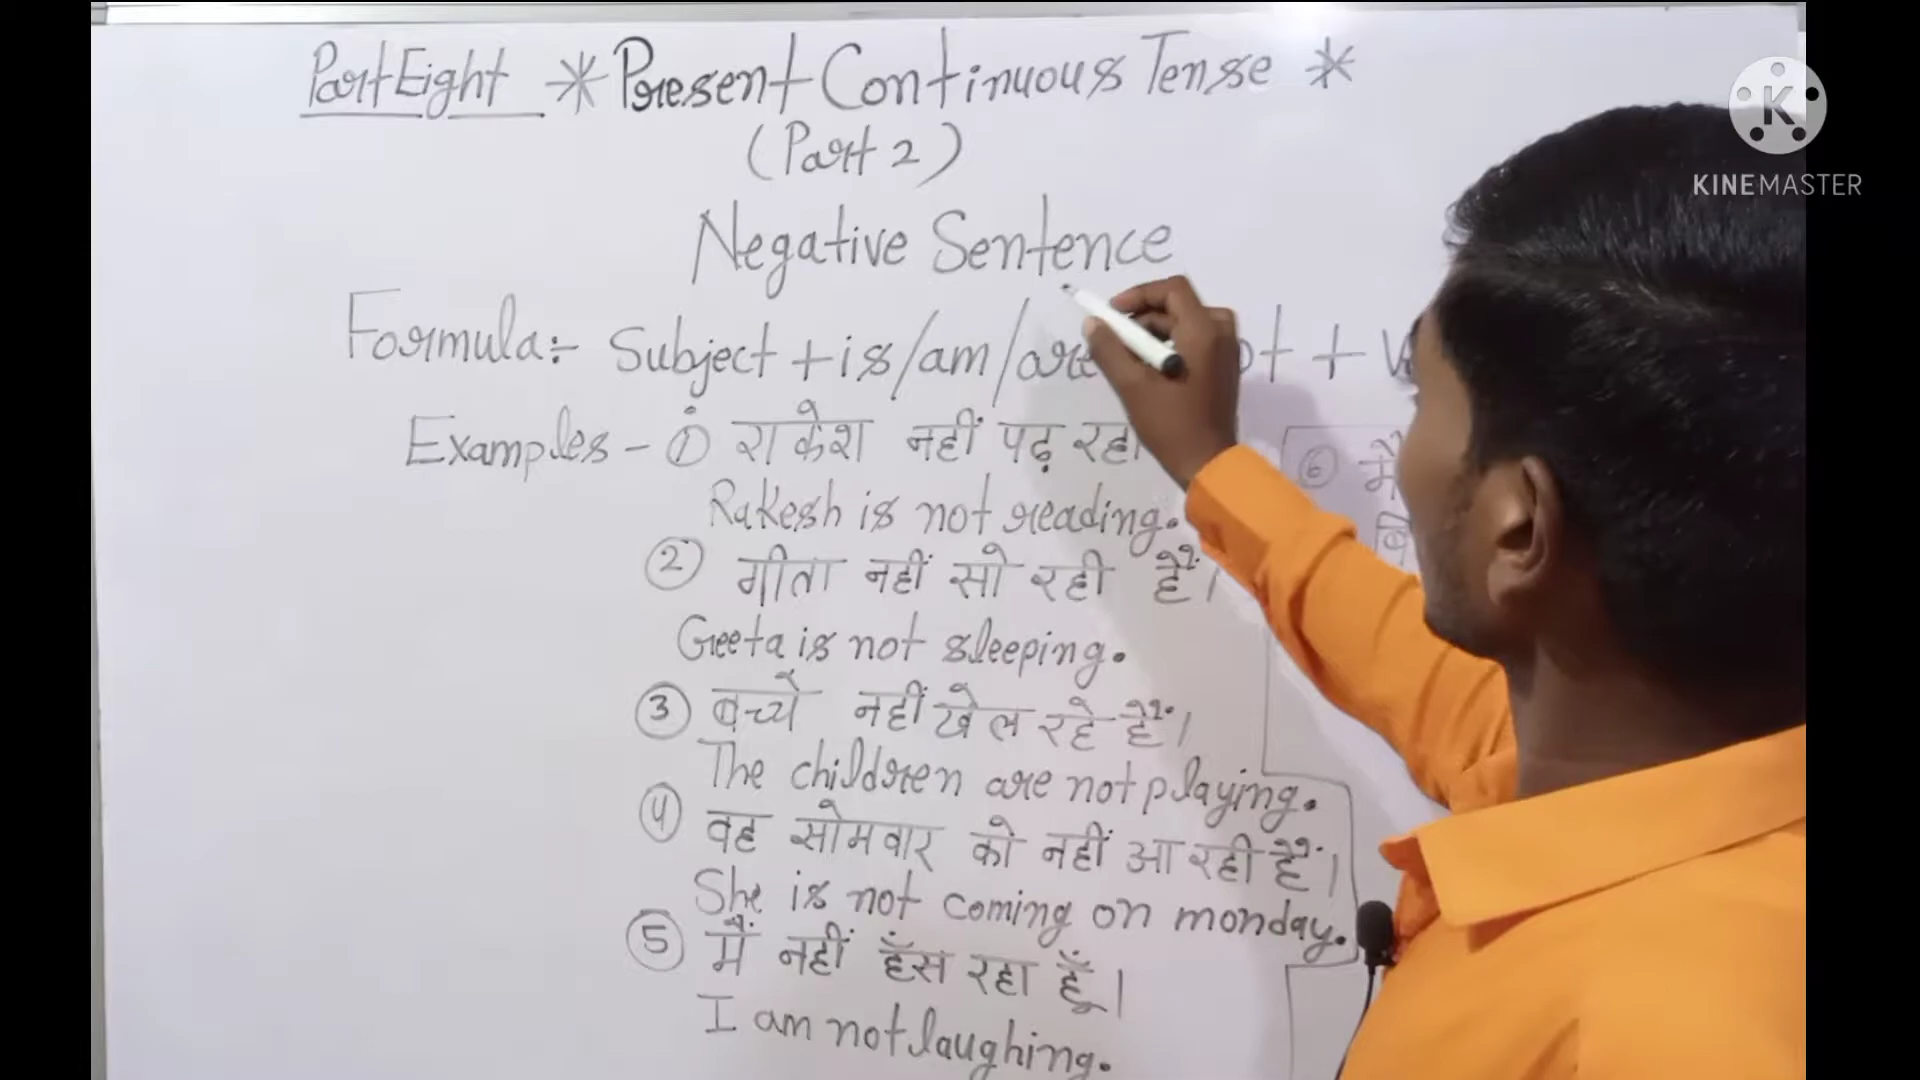 Part Eight * Present Continuous Tense *
(Part 2)
Negative Sentence
Formula:- Subject + is/am/are
Examples - ① राकेश नहीं पढ़ रहा
Rakesh is not reading.
② गीता नहीं सो रही हैं।
Geeta is not sleeping.
③ बच्चे नहीं खेल रहे हैं।
The children are not playing.
④ वह सोमवार को नहीं आ रही हैं।
She is not coming on monday.
⑤ मैं नहीं हँस रहा हूँ।
I am not laughing.
⑥
K
KINEMASTER